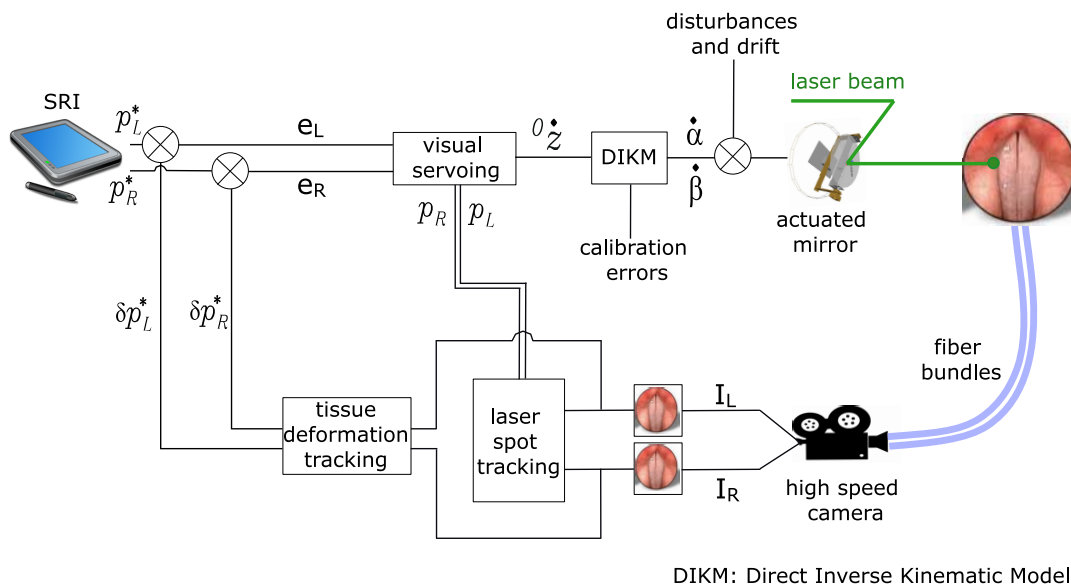 disturbances
and drift
laser beam
SRI
p*L
eL
visual
servoing
0ż
DIKM
α̇
β̇
p*R
eR
pR pL
calibration
errors
actuated
mirror
δp*L
δp*R
fiber
bundles
tissue
deformation
tracking
laser
spot
tracking
IL
IR
high speed
camera
DIKM: Direct Inverse Kinematic Model